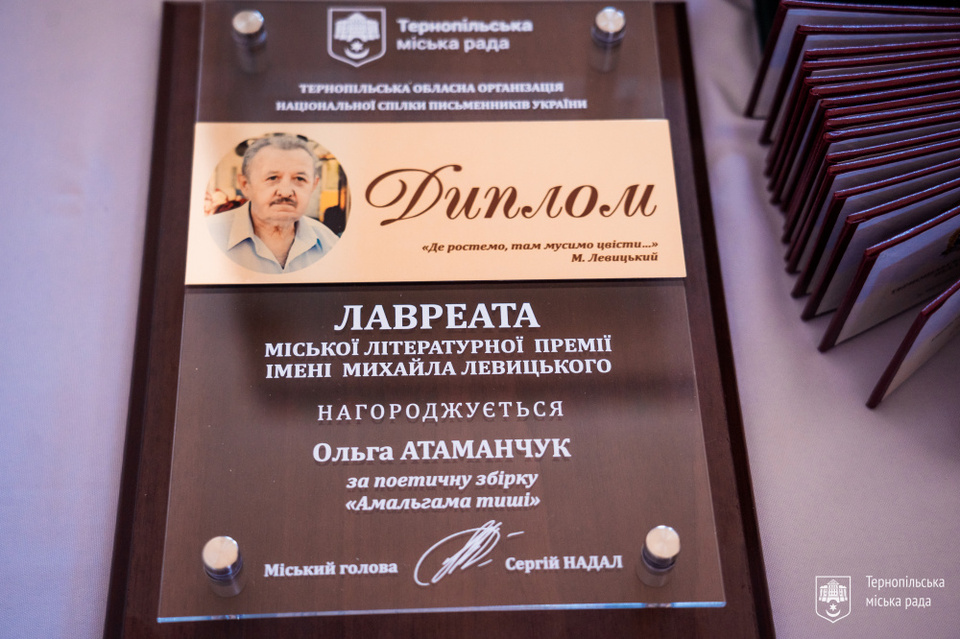 Тернопільська
міська рада
ТЕРНОПІЛЬСЬКА ОБЛАСНА ОРГАНІЗАЦІЯ
НАЦІОНАЛЬНОЇ СПІЛКИ ПИСЬМЕННИКІВ УКРАЇНИ
Диплом
«Де ростемо, там мусимо цвісти...»
М. Левицький
ЛАВРЕАТА
МІСЬКОЇ ЛІТЕРАТУРНОЇ ПРЕМІЇ
ІМЕНІ МИХАЙЛА ЛЕВИЦЬКОГО
НАГОРОДЖУЄТЬСЯ
Ольга АТАМАНЧУК
за поетичну збірку
«Амальгама тиші»
Міський голова Сергій НАДАЛ
Тернопільська
міська рада